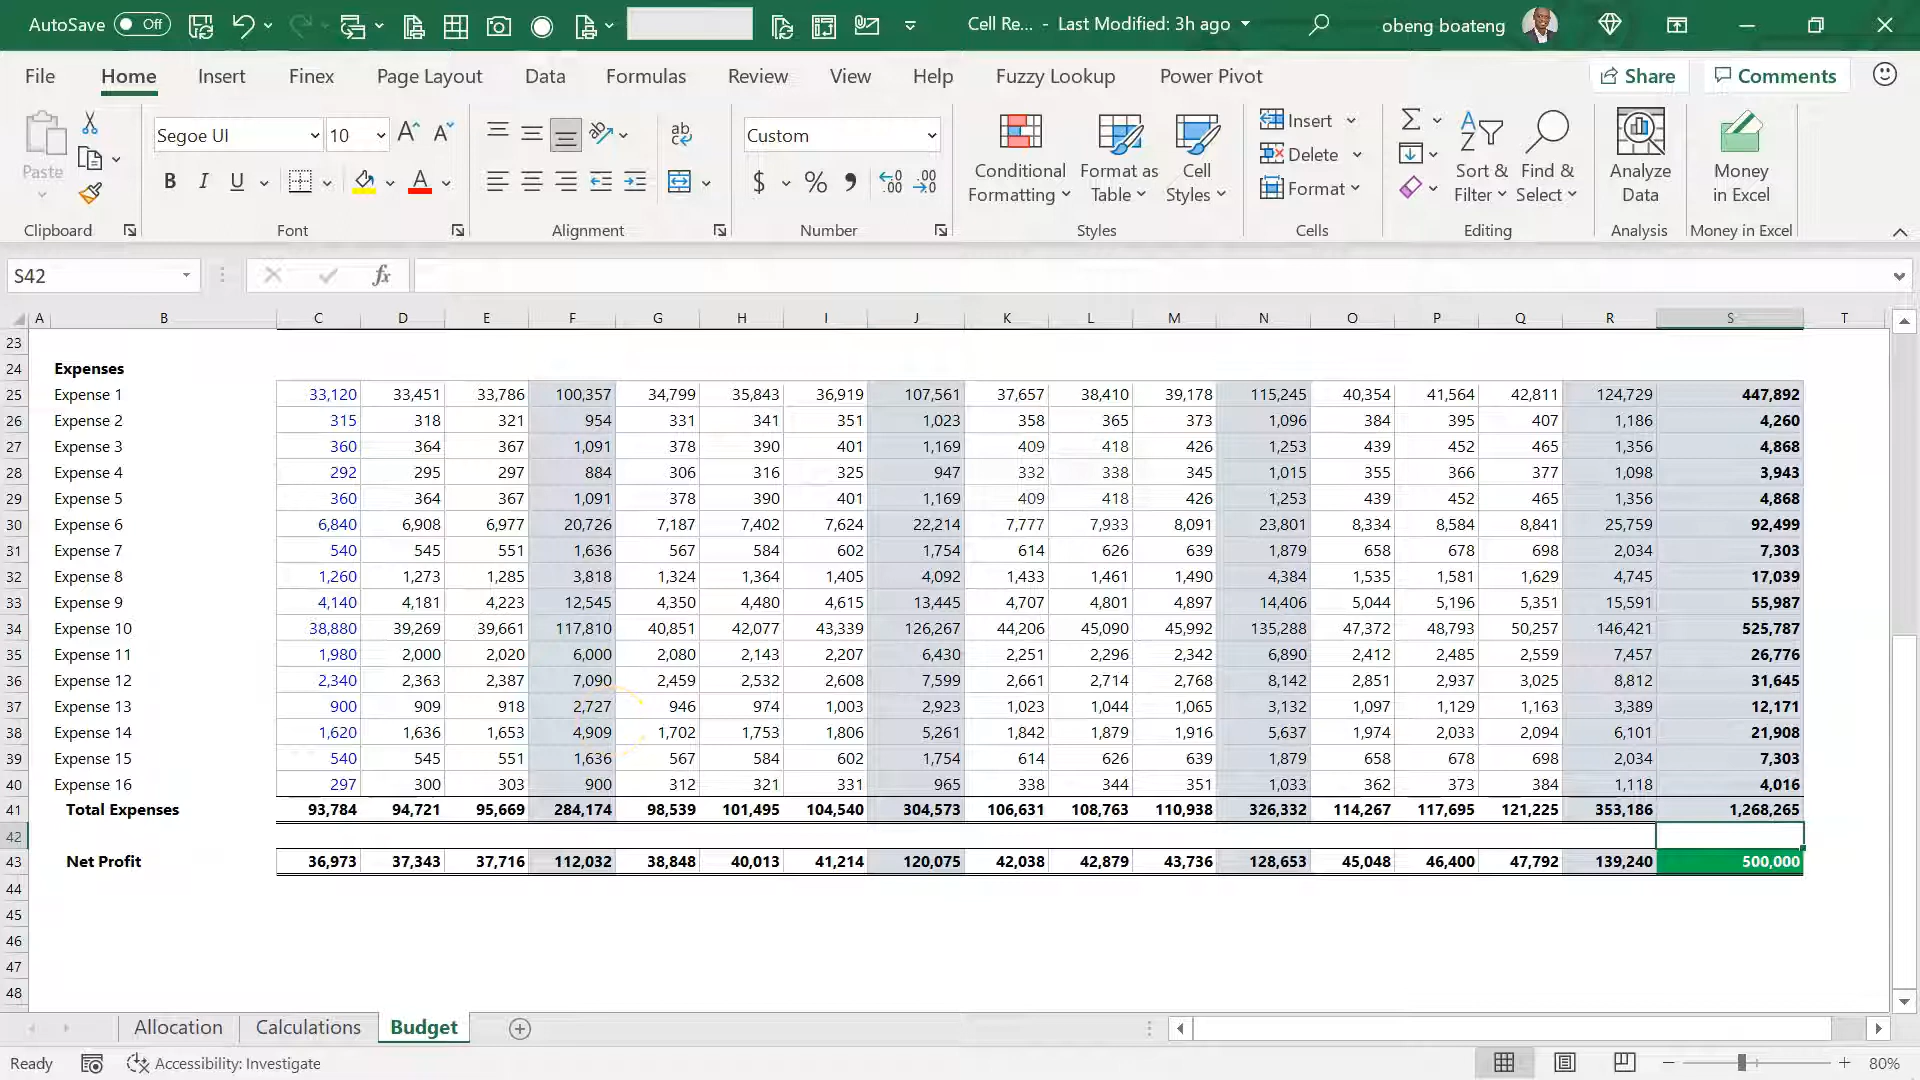 AutoSave Off Cell Re... - Last Modified: 3h ago obeng boateng
File Home Insert Finex Page Layout Data Formulas Review View Help Fuzzy Lookup Power Pivot Share Comments
Paste Segoe UI 10 A A ab Custom Conditional Formatting Format as Table Cell Styles Insert Delete Format Sort & Filter Find & Select Analyze Data Money in Excel
B I U A $ % .00
Clipboard Font Alignment Number Styles Cells Editing Analysis Money in Excel
S42 fx
A B C D E F G H I J K L M N O P Q R S T
23
24 Expenses
25 Expense 1 33,120 33,451 33,786 100,357 34,799 35,843 36,919 107,561 37,657 38,410 39,178 115,245 40,354 41,564 42,811 124,729 447,892
26 Expense 2 315 318 321 954 331 341 351 1,023 358 365 373 1,096 384 395 407 1,186 4,260
27 Expense 3 360 364 367 1,091 378 390 401 1,169 409 418 426 1,253 439 452 465 1,356 4,868
28 Expense 4 292 295 297 884 306 316 325 947 332 338 345 1,015 355 366 377 1,098 3,943
29 Expense 5 360 364 367 1,091 378 390 401 1,169 409 418 426 1,253 439 452 465 1,356 4,868
30 Expense 6 6,840 6,908 6,977 20,726 7,187 7,402 7,624 22,214 7,777 7,933 8,091 23,801 8,334 8,584 8,841 25,759 92,499
31 Expense 7 540 545 551 1,636 567 584 602 1,754 614 626 639 1,879 658 678 698 2,034 7,303
32 Expense 8 1,260 1,273 1,285 3,818 1,324 1,364 1,405 4,092 1,433 1,461 1,490 4,384 1,535 1,581 1,629 4,745 17,039
33 Expense 9 4,140 4,181 4,223 12,545 4,350 4,480 4,615 13,445 4,707 4,801 4,897 14,406 5,044 5,196 5,351 15,591 55,987
34 Expense 10 38,880 39,269 39,661 117,810 40,851 42,077 43,339 126,267 44,206 45,090 45,992 135,288 47,372 48,793 50,257 146,421 525,787
35 Expense 11 1,980 2,000 2,020 6,000 2,080 2,143 2,207 6,430 2,251 2,296 2,342 6,890 2,412 2,485 2,559 7,457 26,776
36 Expense 12 2,340 2,363 2,387 7,090 2,459 2,532 2,608 7,599 2,661 2,714 2,768 8,142 2,851 2,937 3,025 8,812 31,645
37 Expense 13 900 909 918 2,727 946 974 1,003 2,923 1,023 1,044 1,065 3,132 1,097 1,129 1,163 3,389 12,171
38 Expense 14 1,620 1,636 1,653 4,909 1,702 1,753 1,806 5,261 1,842 1,879 1,916 5,637 1,974 2,033 2,094 6,101 21,908
39 Expense 15 540 545 551 1,636 567 584 602 1,754 614 626 639 1,879 658 678 698 2,034 7,303
40 Expense 16 297 300 303 900 312 321 331 965 338 344 351 1,033 362 373 384 1,118 4,016
41 Total Expenses 93,784 94,721 95,669 284,174 98,539 101,495 104,540 304,573 106,631 108,763 110,938 326,332 114,267 117,695 121,225 353,186 1,268,265
42
43 Net Profit 36,973 37,343 37,716 112,032 38,848 40,013 41,214 120,075 42,038 42,879 43,736 128,653 45,048 46,400 47,792 139,240 500,000
44
45
46
47
48
Allocation Calculations Budget
Ready Accessibility: Investigate 80%